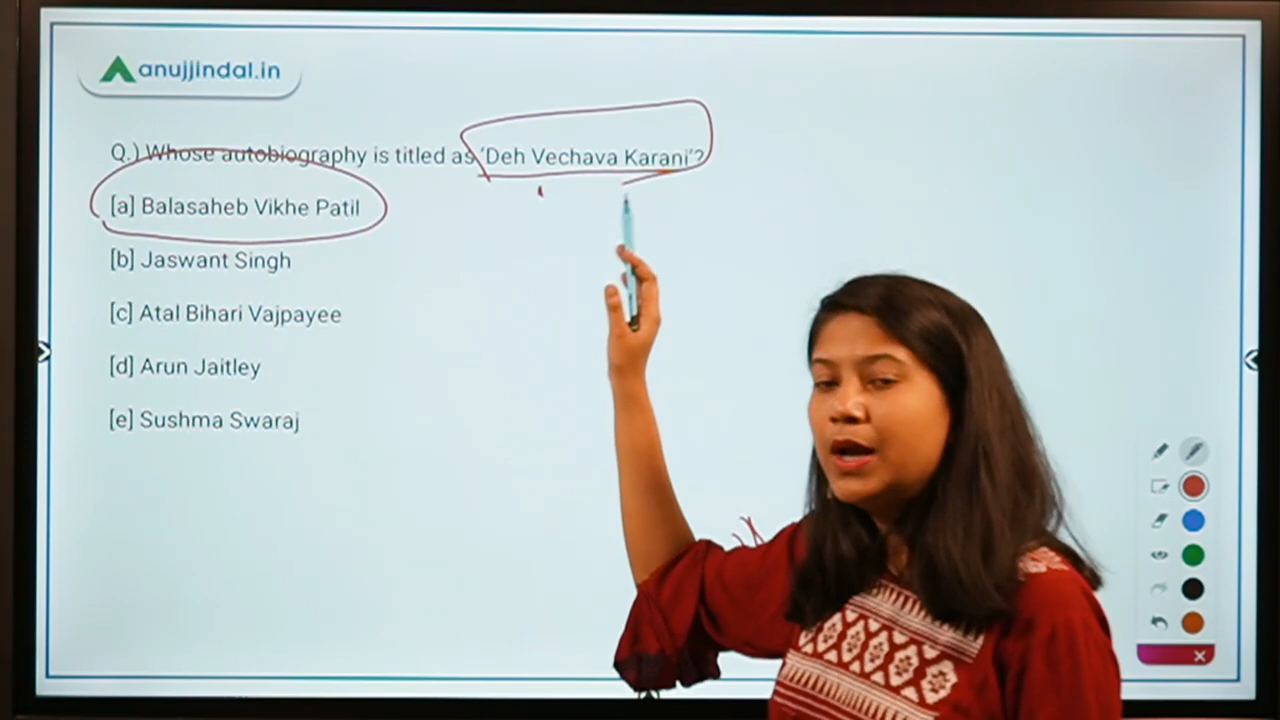 anujjindal.in
Q.) Whose autobiography is titled as 'Deh Vechava Karani'?
[a] Balasaheb Vikhe Patil
[b] Jaswant Singh
[c] Atal Bihari Vajpayee
[d] Arun Jaitley
[e] Sushma Swaraj